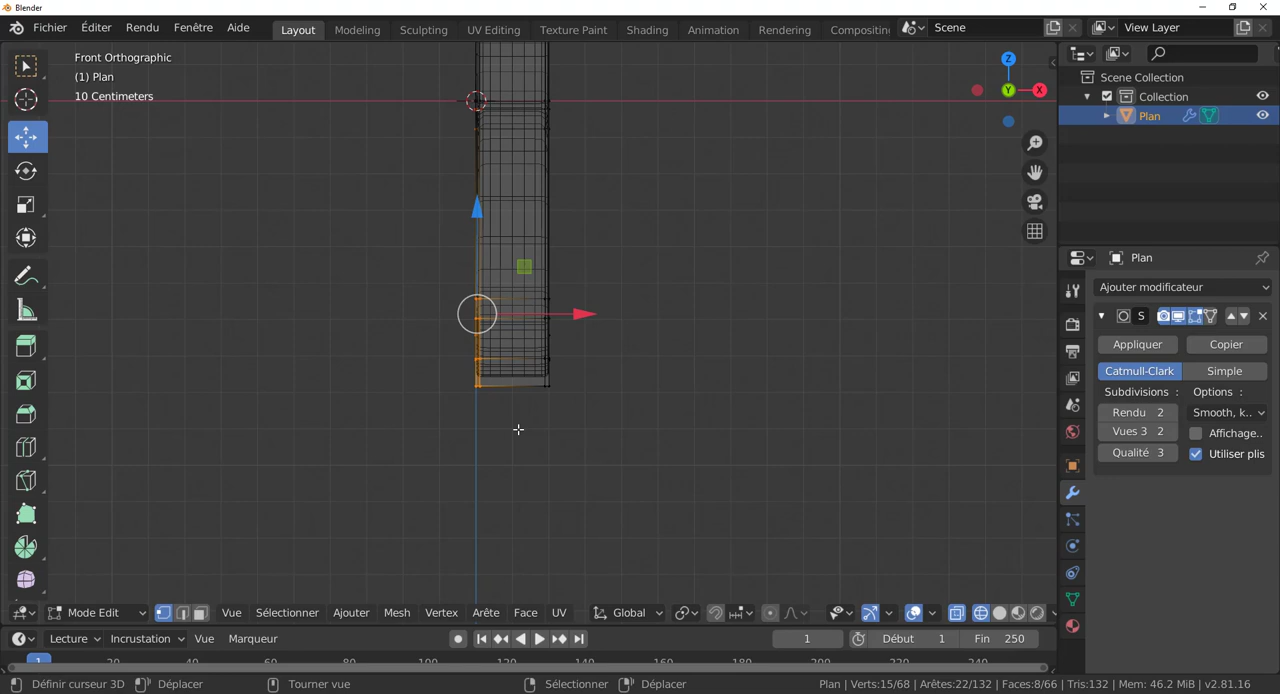 Blender
Fichier Éditer Rendu Fenêtre Aide Layout Modeling Sculpting UV Editing Texture Paint Shading Animation Rendering Compositing Scene View Layer
Front Orthographic
(1) Plan
10 Centimeters
Z
Y
X
Scene Collection
Collection
Plan
Plan
Ajouter modificateur
S
Appliquer Copier
Catmull-Clark Simple
Subdivisions : Options :
Rendu 2 Smooth, k..
Vues 3 2 Affichage..
Qualité 3 Utiliser plis
Mode Edit Vue Sélectionner Ajouter Mesh Vertex Arête Face UV Global
Lecture Incrustation Vue Marqueur 1 Début 1 Fin 250
1 20 40 60 80 100 120 140 160 180 200 220 240
Définir curseur 3D Déplacer Tourner vue Sélectionner Déplacer Plan | Verts:15/68 | Arêtes:22/132 | Faces:8/66 | Tris:132 | Mem: 46.2 MiB | v2.81.16